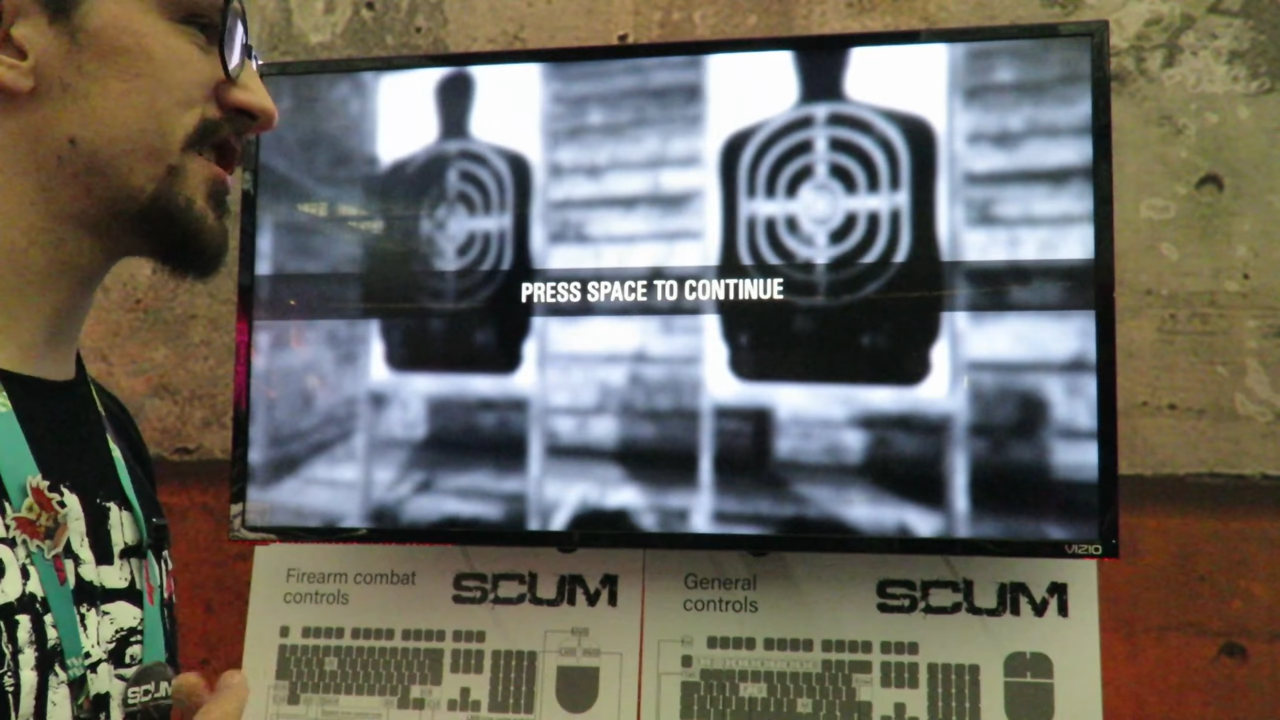 PRESS SPACE TO CONTINUE
VIZIO
Firearm combat
controls
SCUM
General
controls
SCUM
SCUM